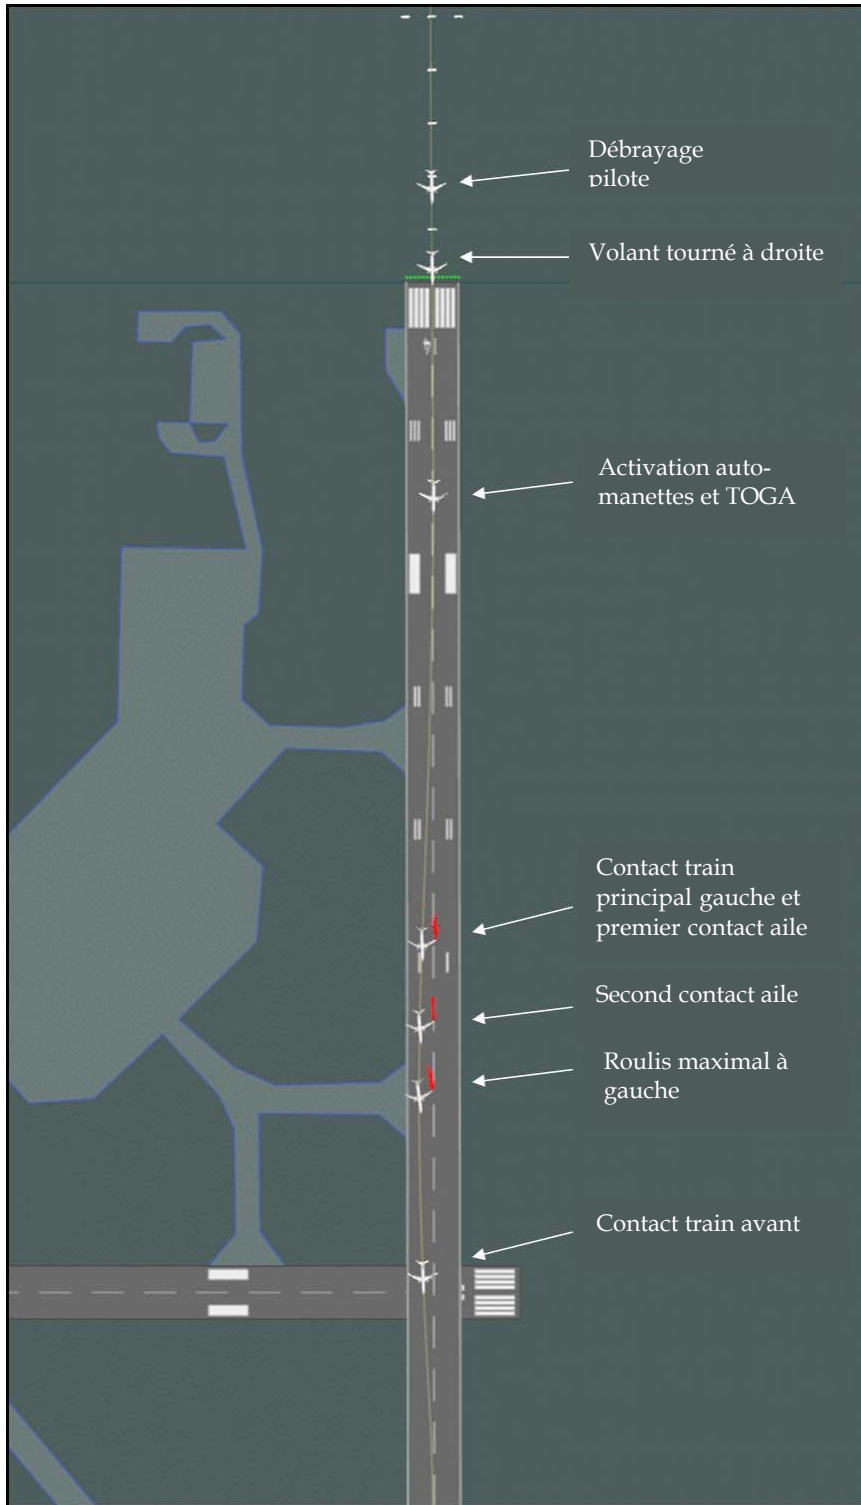 Débrayage
pilote
Volant tourné à droite
Activation auto-
manettes et TOGA
Contact train
principal gauche et
premier contact aile
Second contact aile
Roulis maximal à
gauche
Contact train avant